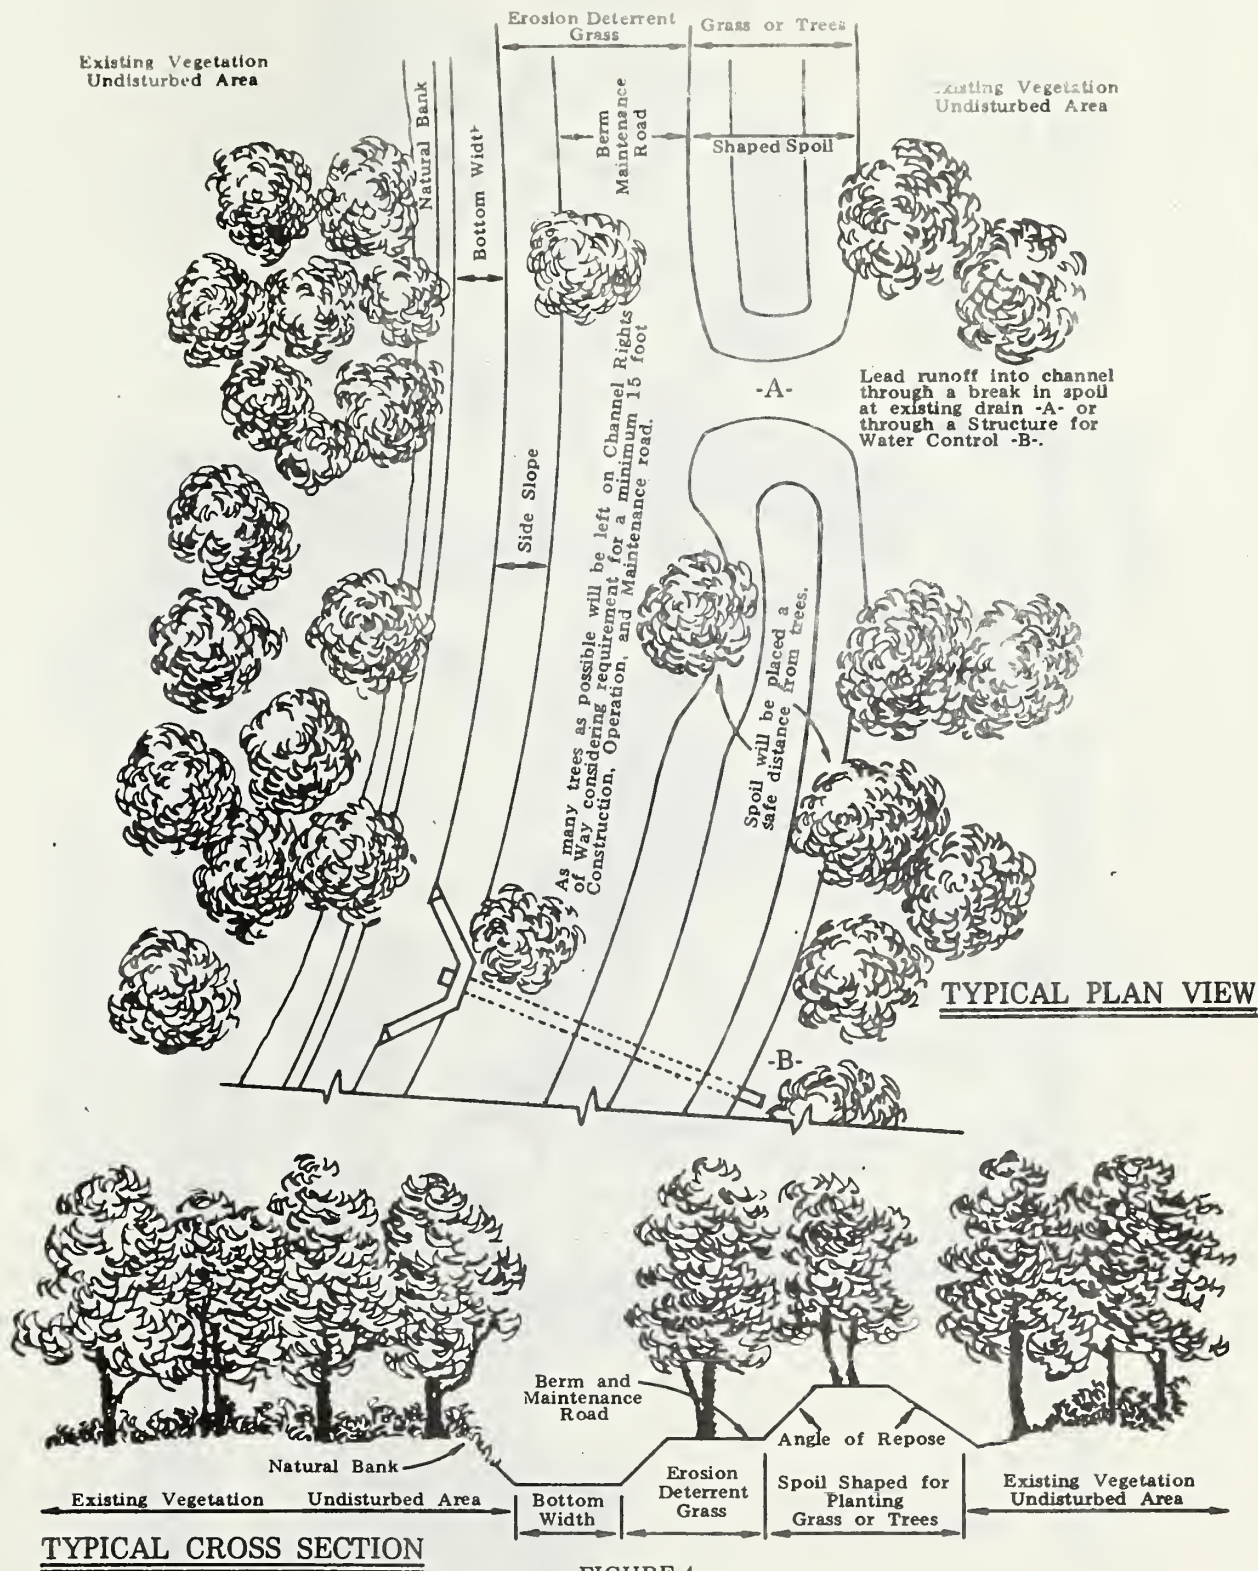 Erosion Deterrent
Grass
Grass or Trees
Existing Vegetation
Undisturbed Area
Vegetation
Undisturbed Area
Natural Bank
Bottom
Berm
Maintenance
Road
Shaped Spoil
Lead runoff into channel
through a break in spoil
at existing drain -A- or
through a Structure for
Water Control -B-.
-A-
Side Slope
As many trees as possible will be left on Channel Rights
of Way considering requirement for a minimum 15 foot
Construction, Operation, and Maintenance road.
Spoil will be placed a
safe distance from trees.
TYPICAL PLAN VIEW
-B-
Berm and
Maintenance
Road
Angle of Repose
Natural Bank
Existing Vegetation Undisturbed Area
Bottom
Width
Erosion
Deterrent
Grass
Spoil Shaped for
Planting
Grass or Trees
Existing Vegetation
Undisturbed Area
TYPICAL CROSS SECTION